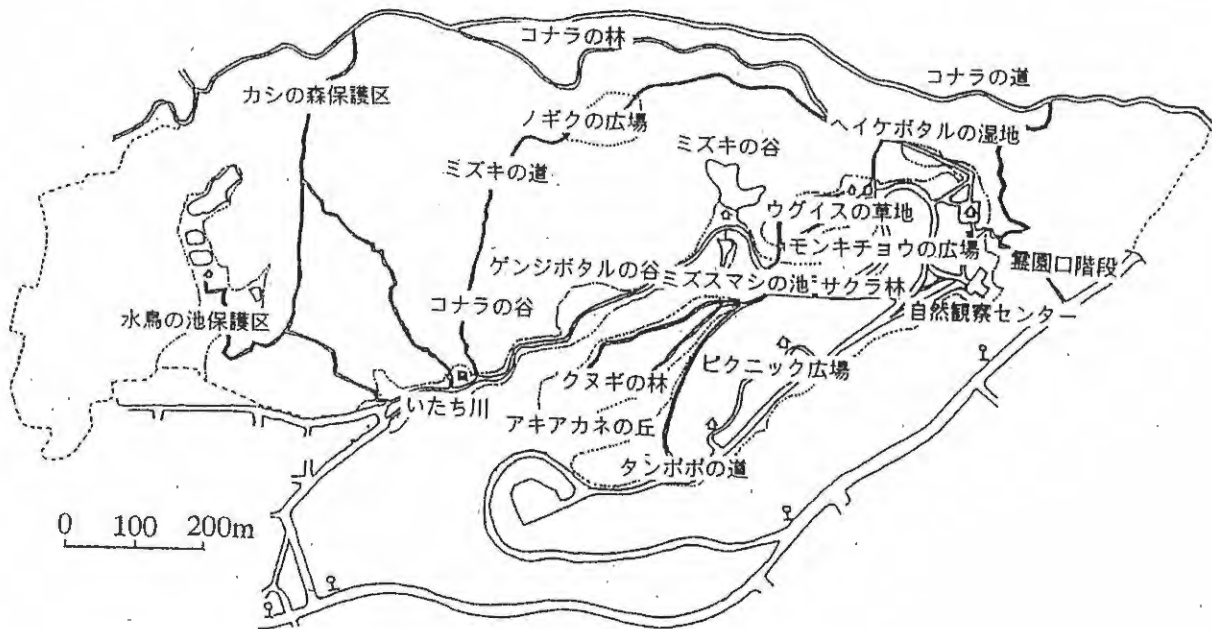 コナラの林
コナラの道
カシの森保護区
ノギクの広場
ヘイケボタルの湿地
ミズキの谷
ミズキの道
ウグイスの草地
モンキチョウの広場
霊園口階段
ゲンジボタルの谷
ミズスマシの池
サクラ林
コナラの谷
自然観察センター
水鳥の池保護区
ピクニック広場
クヌギの林
いたち川
アキアカネの丘
タンポポの道
0 100 200m